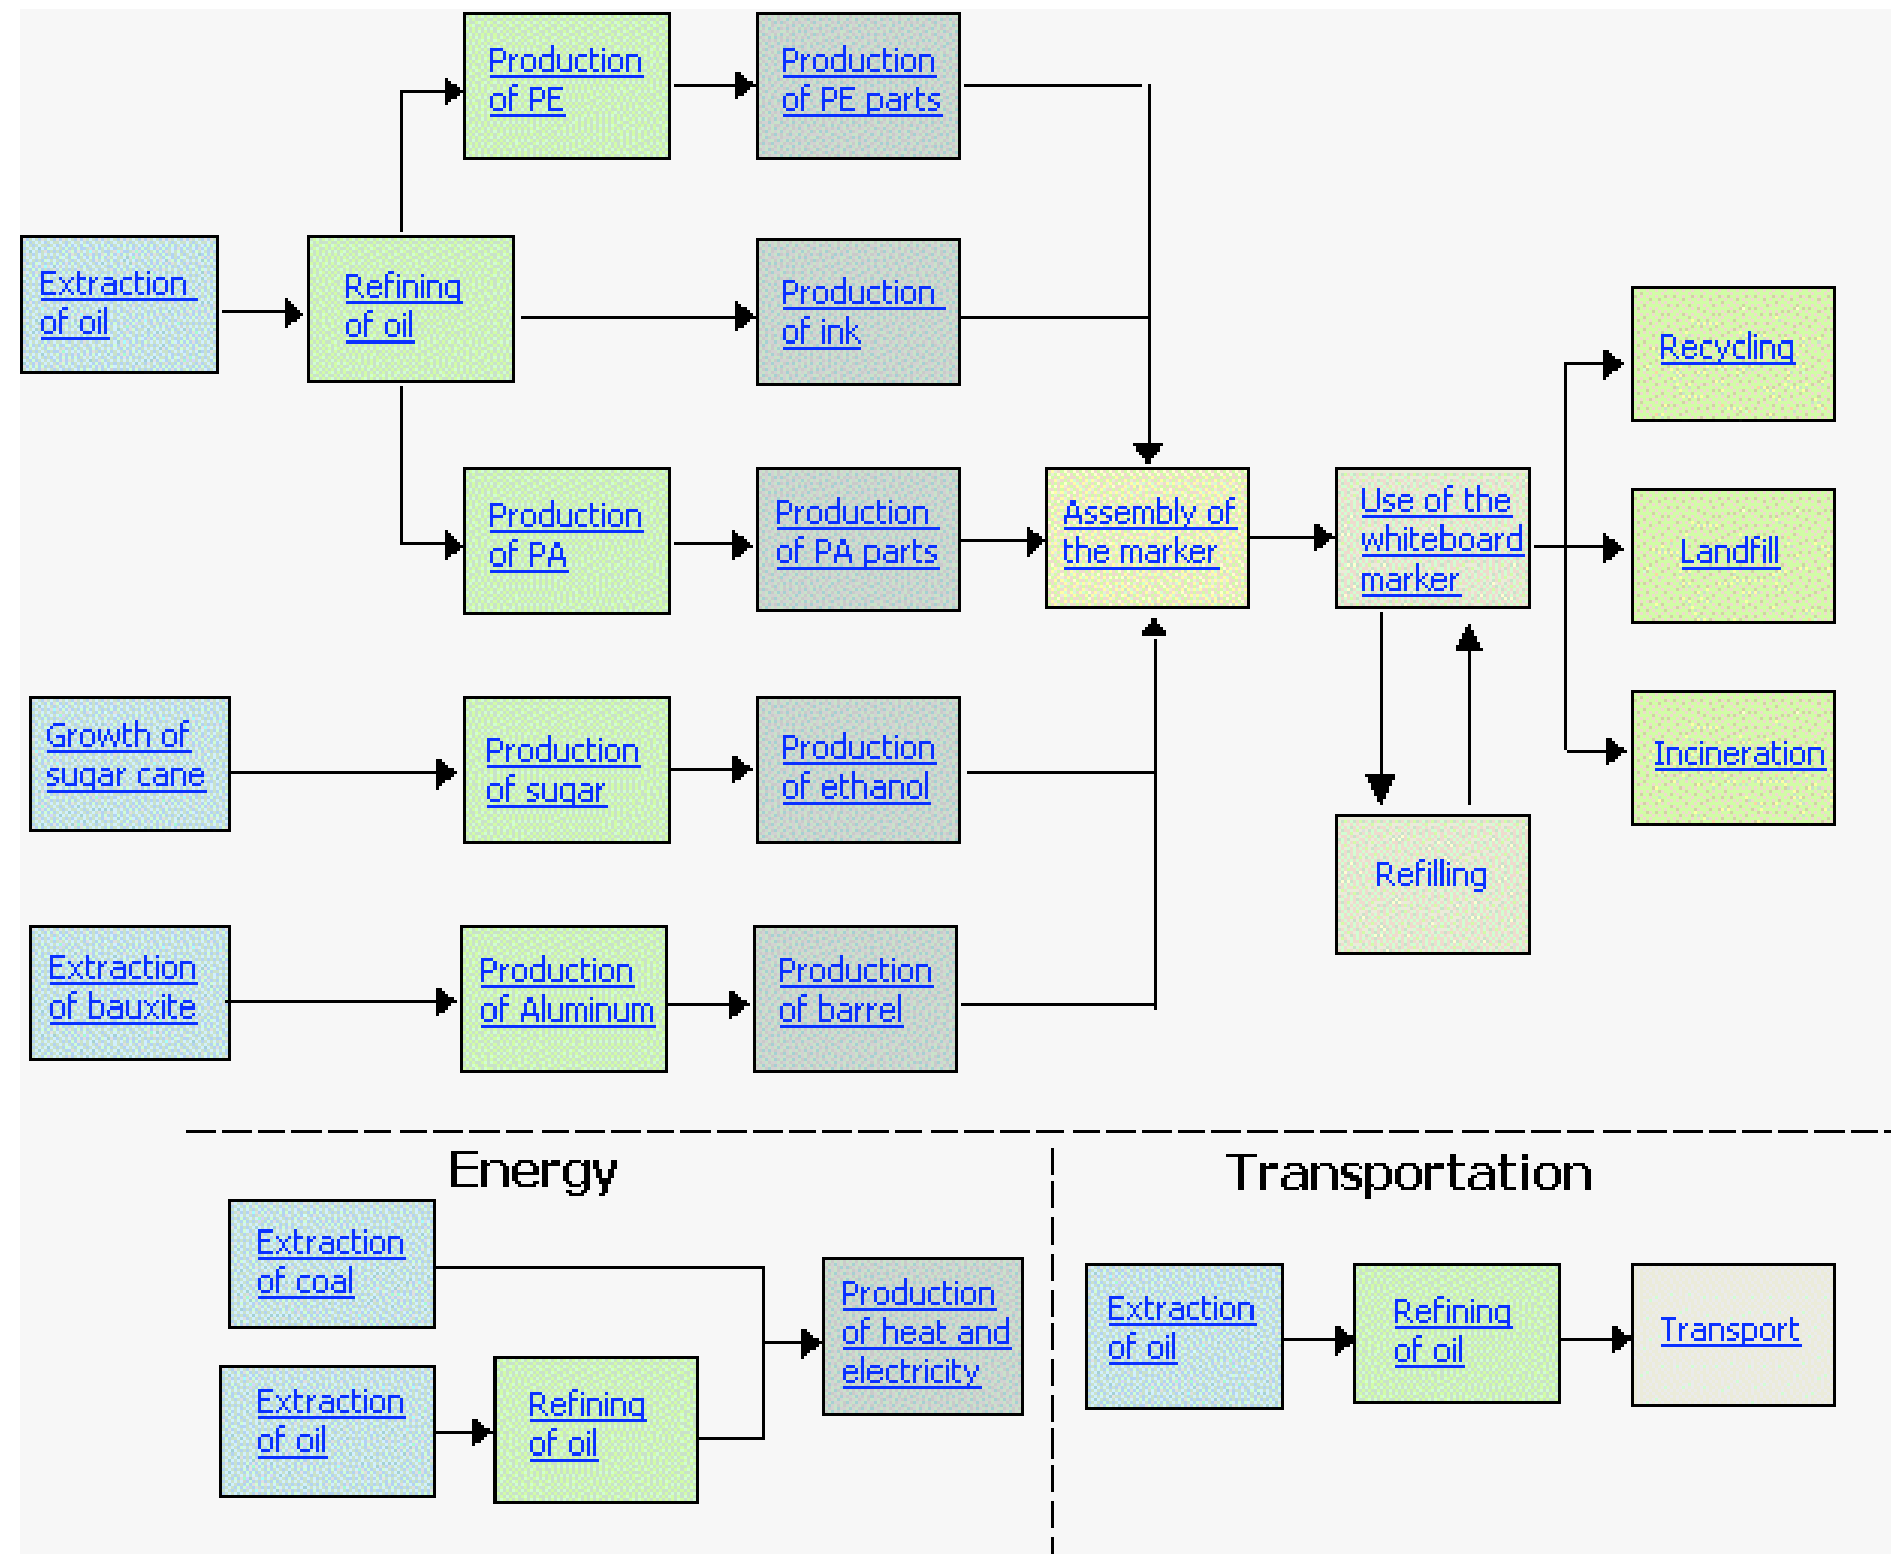 Production
of PE
Production
of PE parts
Extraction
of oil
Refining
of oil
Production
of ink
Recycling
Production
of PA
Production
of PA parts
Assembly of
the marker
Use of the
whiteboard
marker
Landfill
Growth of
sugar cane
Production
of sugar
Production
of ethanol
Incineration
Refilling
Extraction
of bauxite
Production
of Aluminum
Production
of barrel
Energy
Extraction
of coal
Production
of heat and
electricity
Extraction
of oil
Refining
of oil
Transportation
Extraction
of oil
Refining
of oil
Transport